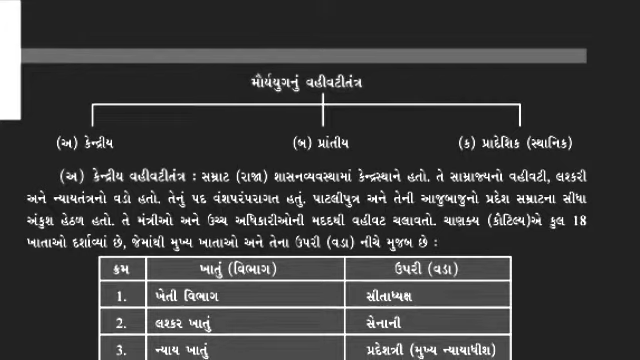 મૌર્યયુગનું વહીવટીતંત્ર
(અ) કેન્દ્રીય (બ) પ્રાંતીય (ક) પ્રાદેશિક (સ્થાનિક)
(અ) કેન્દ્રીય વહીવટીતંત્ર : સમ્રાટ (રાજા) શાસનવ્યવસ્થામાં કેન્દ્રસ્થાને હતો. તે સામ્રાજ્યનો વહીવટી, લશ્કરી
અને ન્યાયતંત્રનો વડો હતો. તેનું પદ વંશપરંપરાગત હતું. પાટલીપુત્ર અને તેની આજુબાજુનો પ્રદેશ સમ્રાટના સીધા
અંકુશ હેઠળ હતો. તે મંત્રીઓ અને ઉચ્ચ અધિકારીઓની મદદથી વહીવટ ચલાવતો. ચાણક્ય (કૌટિલ્ય)એ કુલ 18
ખાતાઓ દર્શાવ્યાં છે, જેમાંથી મુખ્ય ખાતાઓ અને તેના ઉપરી (વડા) નીચે મુજબ છે :
ક્રમ ખાતું (વિભાગ) ઉપરી (વડા)
1. ખેતી વિભાગ સીતાધ્યક્ષ
2. લશ્કર ખાતું સેનાની
3. ન્યાય ખાતું પ્રદેશત્રી (મુખ્ય ન્યાયાધીશ)